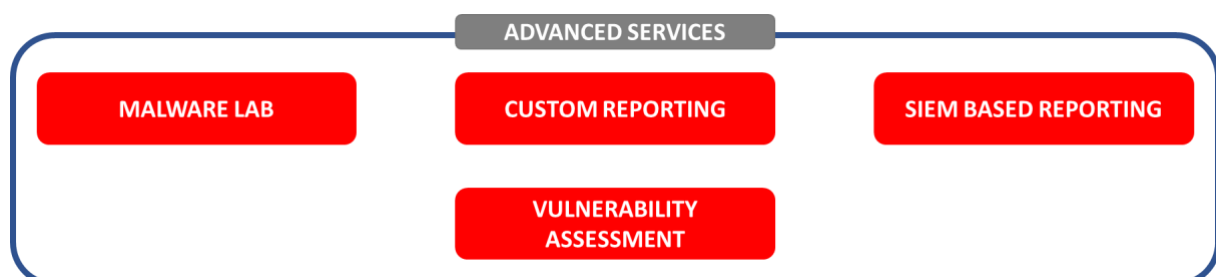 ADVANCED SERVICES
MALWARE LAB
CUSTOM REPORTING
SIEM BASED REPORTING
VULNERABILITY
ASSESSMENT